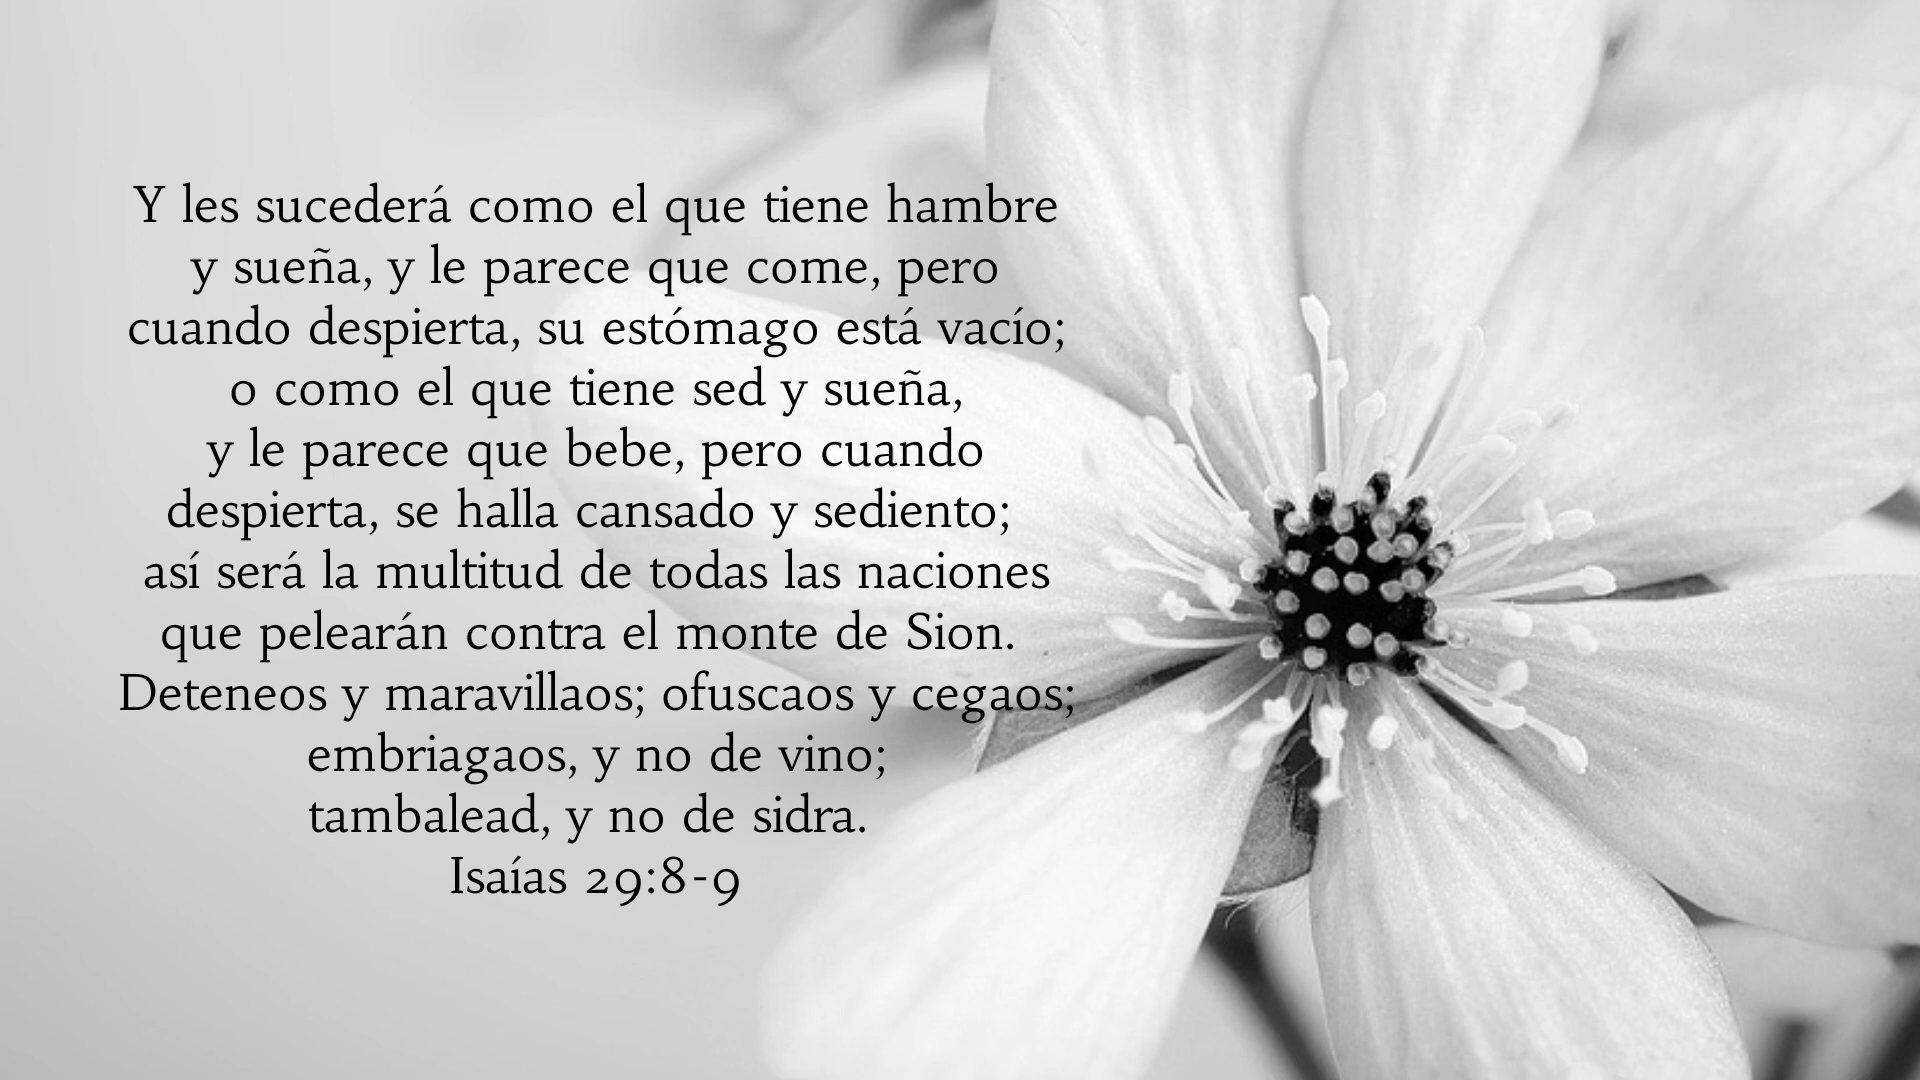 Y les sucederá como el que tiene hambre
y sueña, y le parece que come, pero
cuando despierta, su estómago está vacío;
o como el que tiene sed y sueña,
y le parece que bebe, pero cuando
despierta, se halla cansado y sediento;
así será la multitud de todas las naciones
que pelearán contra el monte de Sion.
Deteneos y maravillaos; ofuscaos y cegaos;
embriagaos, y no de vino;
tambalead, y no de sidra.
Isaías 29:8-9